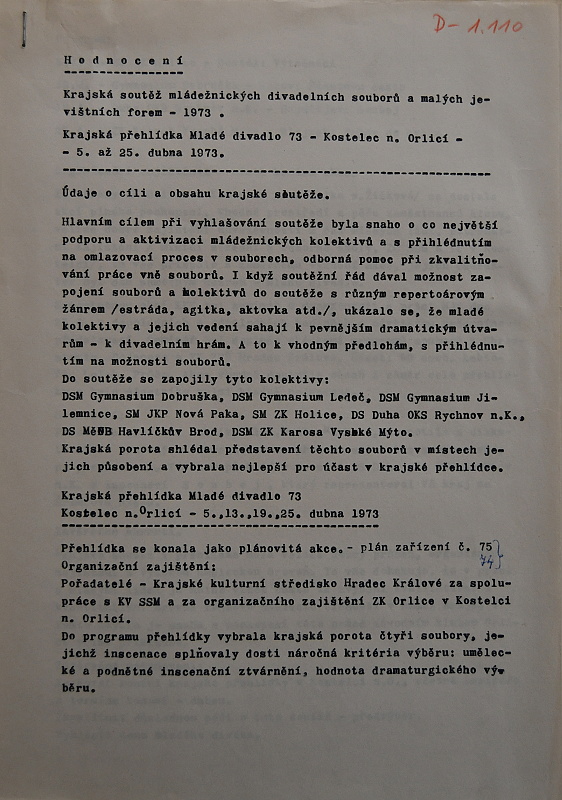 D-1.110
H o d n o c e n í
Krajská soutěž mládežnických divadelních souborů a malých je-
vištních forem - 1973 .
Krajská přehlídka Mladé divadlo 73 - Kostelec n. Orlicí -
- 5. až 25. dubna 1973.
Údaje o cíli a obsahu krajské soutěže.
Hlavním cílem při vyhlašování soutěže byla snaho o co největší
podporu a aktivizaci mládežnických kolektivů a s přihlédnutím
na omlazovací proces v souborech, odborná pomoc při zkvalitňo-
vání práce vně souborů. I když soutěžní řád dával možnost za-
pojení souborů a kolektivů do soutěže s různým repertoárovým
žánrem /estráda, agitka, aktovka atd./, ukázalo se, že mladé
kolektivy a jejich vedení sahají k pevnějším dramatickým útva-
rům - k divadelním hrám. A to k vhodným předlohám, s přihlédnu-
tím na možnosti souborů.
Do soutěže se zapojily tyto kolektivy:
DSM Gymnasium Dobruška, DSM Gymnasium Ledeč, DSM Gymnasium Ji-
lemnice, SM JKP Nová Paka, SM ZK Holice, DS Duha OKS Rychnov n.K.,
DS MěNB Havlíčkův Brod, DSM ZK Karosa Vysoké Mýto.
Krajská porota shlédal představení těchto souborů v místech je-
jich působení a vybrala nejlepší pro účast v krajské přehlídce.
Krajská přehlídka Mladé divadlo 73
Kostelec n.Orlicí - 5.,13.,19.,25. dubna 1973
Přehlídka se konala jako plánovitá akce.- plán zařízení č. 75
74
Organizační zajištění:
Pořadatelé - Krajské kulturní středisko Hradec Králové za spolu-
práce s KV SSM a za organizačního zajištění ZK Orlice v Kostelci
n. Orlicí.
Do programu přehlídky vybrala krajská porota čtyři soubory, je-
jichž inscenace splňovaly dosti náročná kritéria výběru: umělec-
ké a podnětné inscenační ztvárnění, hodnota dramaturgického vý-
běru.